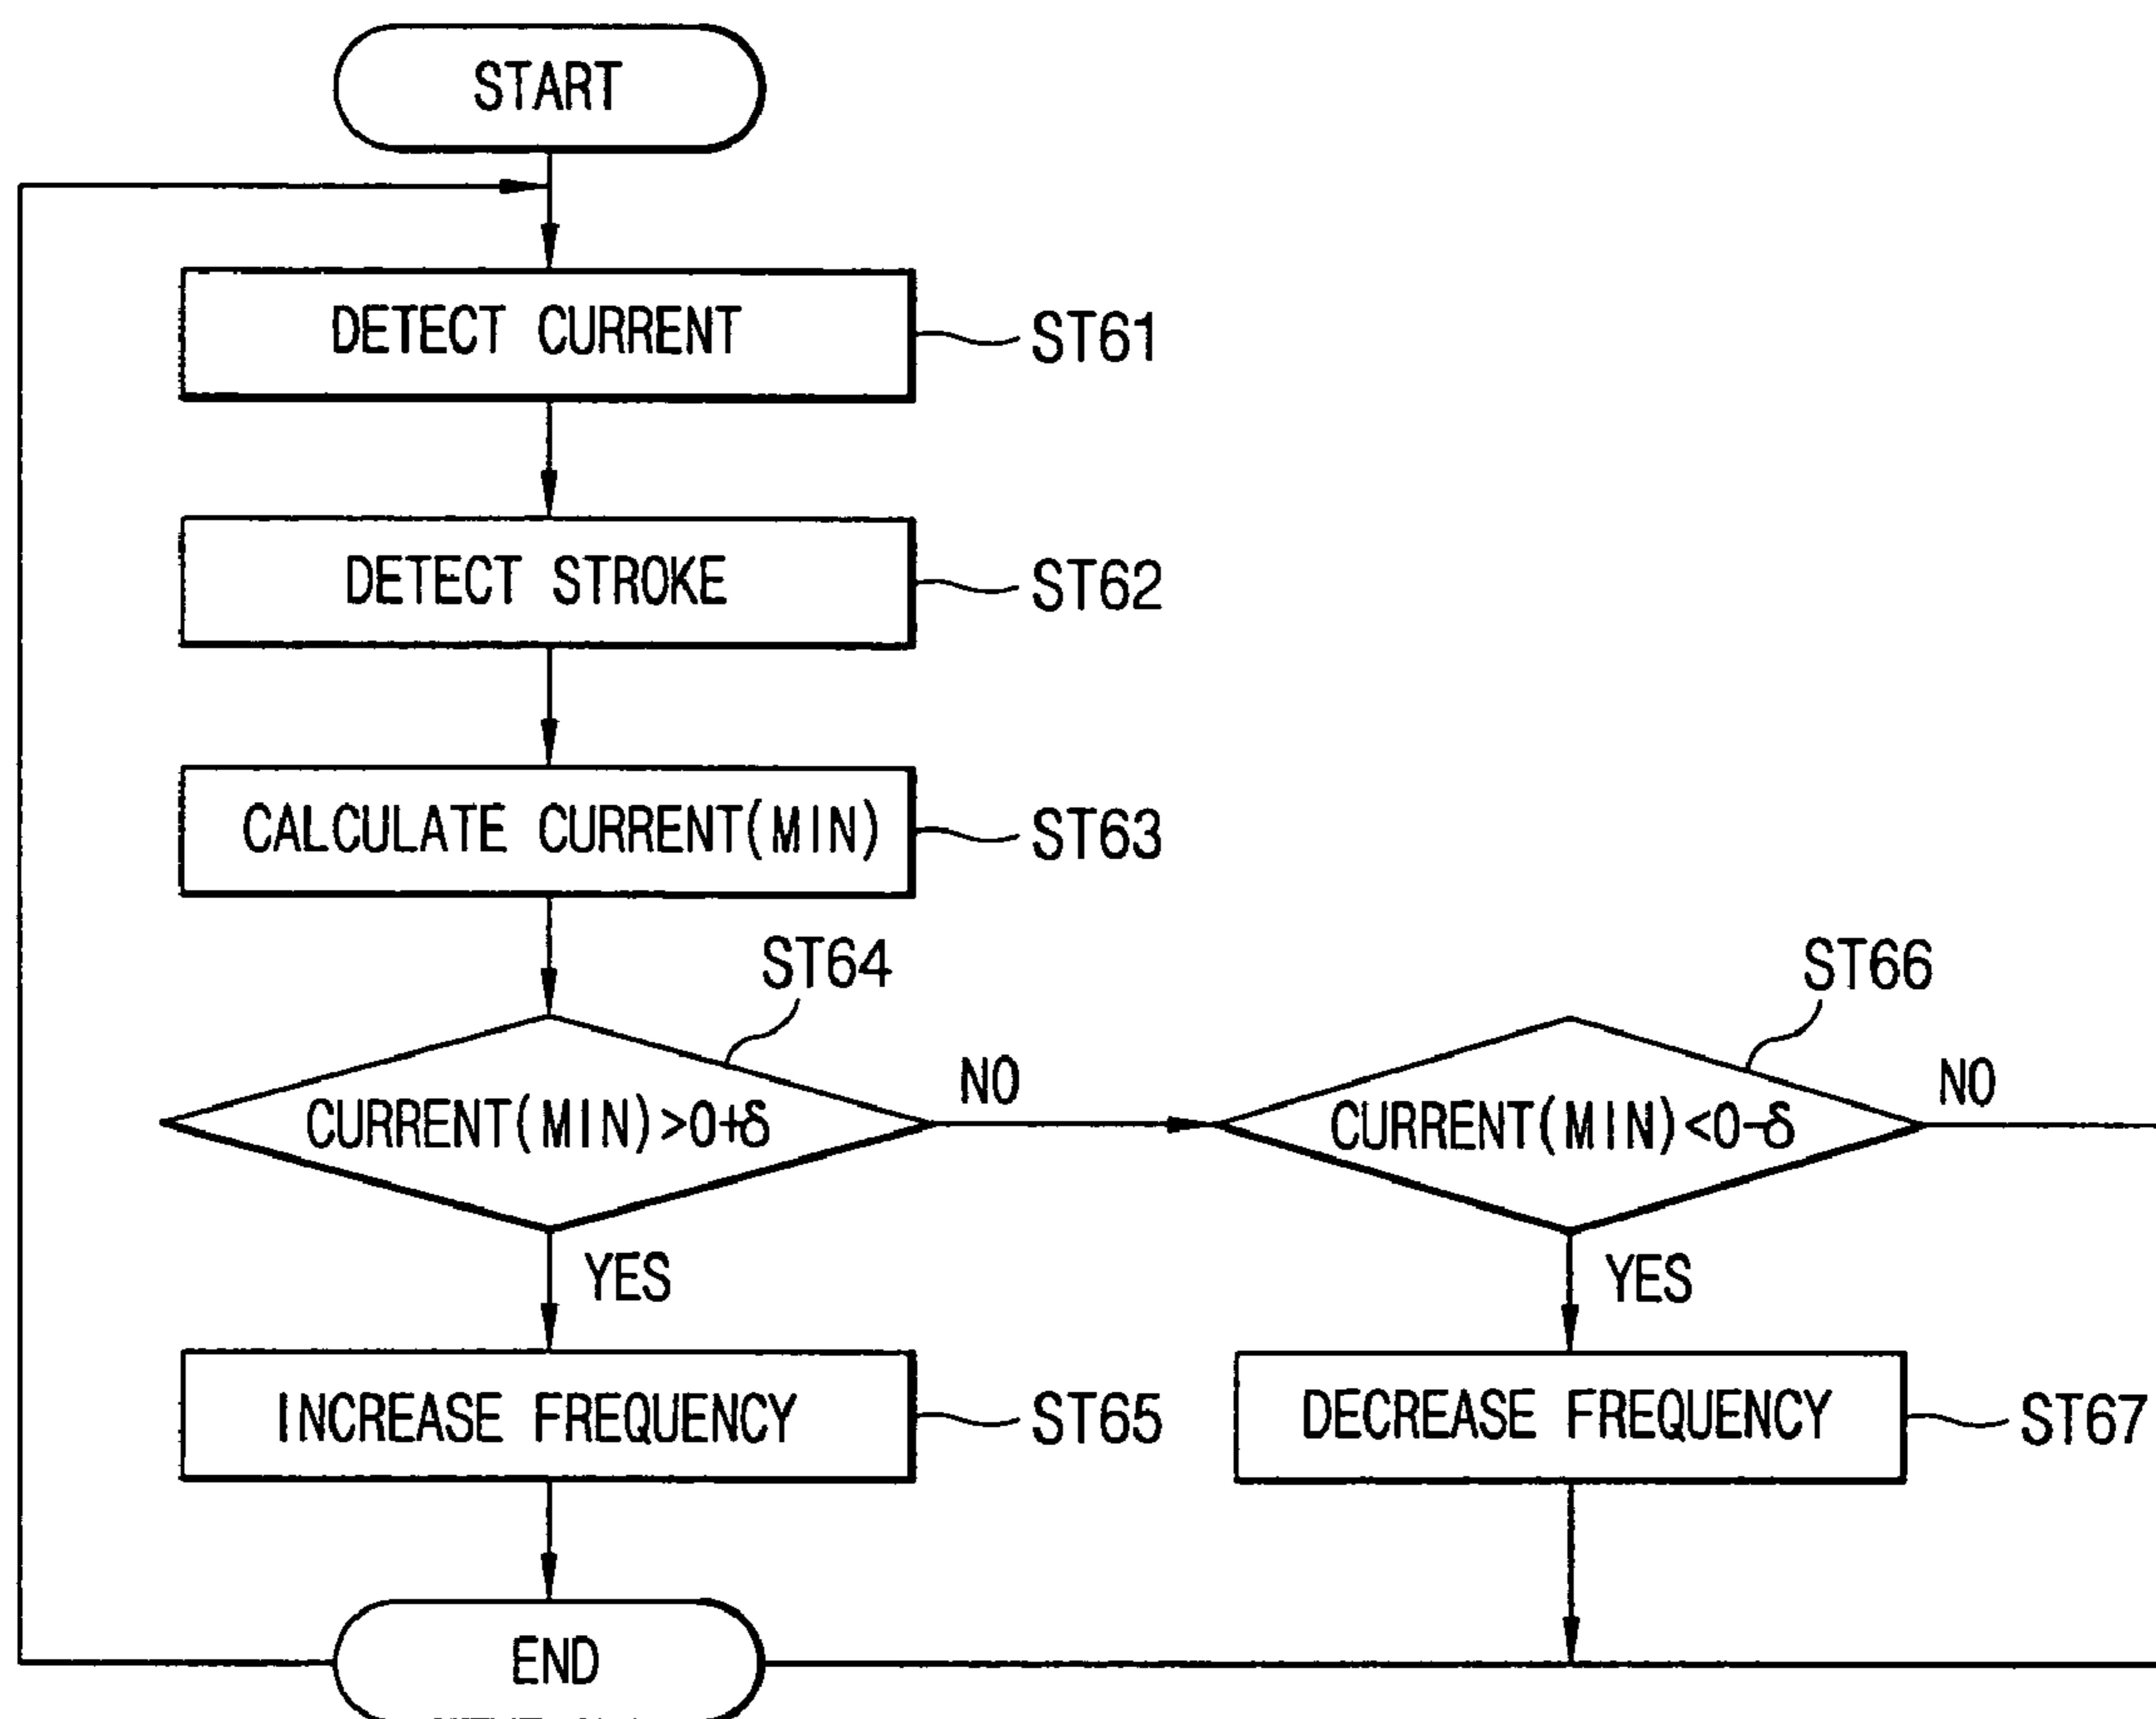 START
DETECT CURRENT
ST61
DETECT STROKE
ST62
CALCULATE CURRENT(MIN)
ST63
ST64
CURRENT(MIN)>0+δ
NO
ST66
CURRENT(MIN)<0-δ
NO
YES
YES
INCREASE FREQUENCY
ST65
DECREASE FREQUENCY
ST67
END